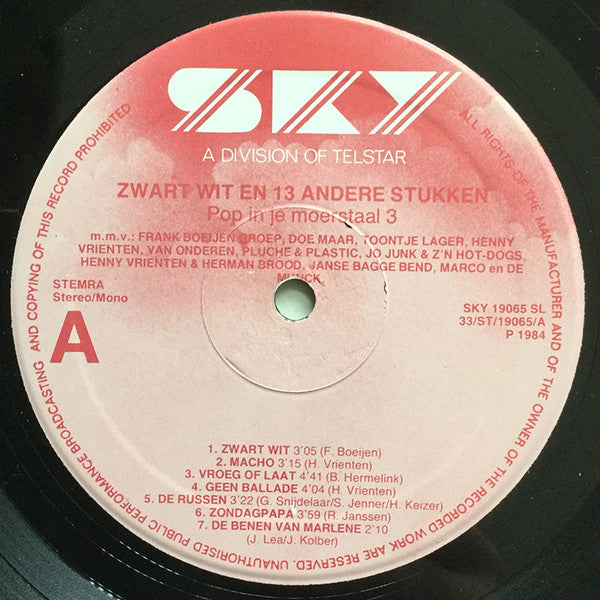 SKY
A DIVISION OF TELSTAR
ZWART WIT EN 13 ANDERE STUKKEN
Pop in je moerstaal 3
m.m.v.: FRANK BOEIJEN GROEP, DOE MAAR, TOONTJE LAGER, HENNY
VRIENTEN, VAN ONDEREN, PLUCHE & PLASTIC, JO JUNK & Z'N HOT-DOGS,
HENNY VRIENTEN & HERMAN BROOD, JANSE BAGGE BEND, MARCO en DE
MUNCK
STEMRA
Stereo/Mono
A
SKY 19065 SL
33/ST/19065/A
P 1984
1. ZWART WIT 3'05 (F. Boeijen)
2. MACHO 3'15 (H. Vrienten)
3. VROEG OF LAAT 4'41 (B. Hermelink)
4. GEEN BALLADE 4'04 (H. Vrienten)
5. DE RUSSEN 3'22 (G. Snijdelaar/S. Jenner/H. Keizer)
6. ZONDAGPAPA 3'59 (R. Janssen)
7. DE BENEN VAN MARLENE 2'10
(J. Lea/J. Kolber)
ALL RIGHTS OF THE MANUFACTURER AND OF THE OWNER OF THE RECORDED WORK ARE RESERVED. UNAUTHORISED PUBLIC PERFORMANCE BROADCASTING AND COPYING OF THIS RECORD PROHIBITED